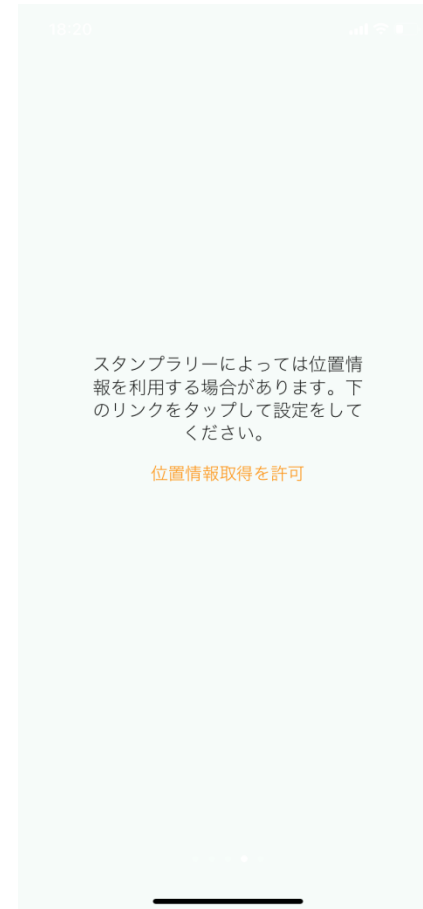 18:20
スタンプラリーによっては位置情
報を利用する場合があります。下
のリンクをタップして設定をして
ください。
位置情報取得を許可